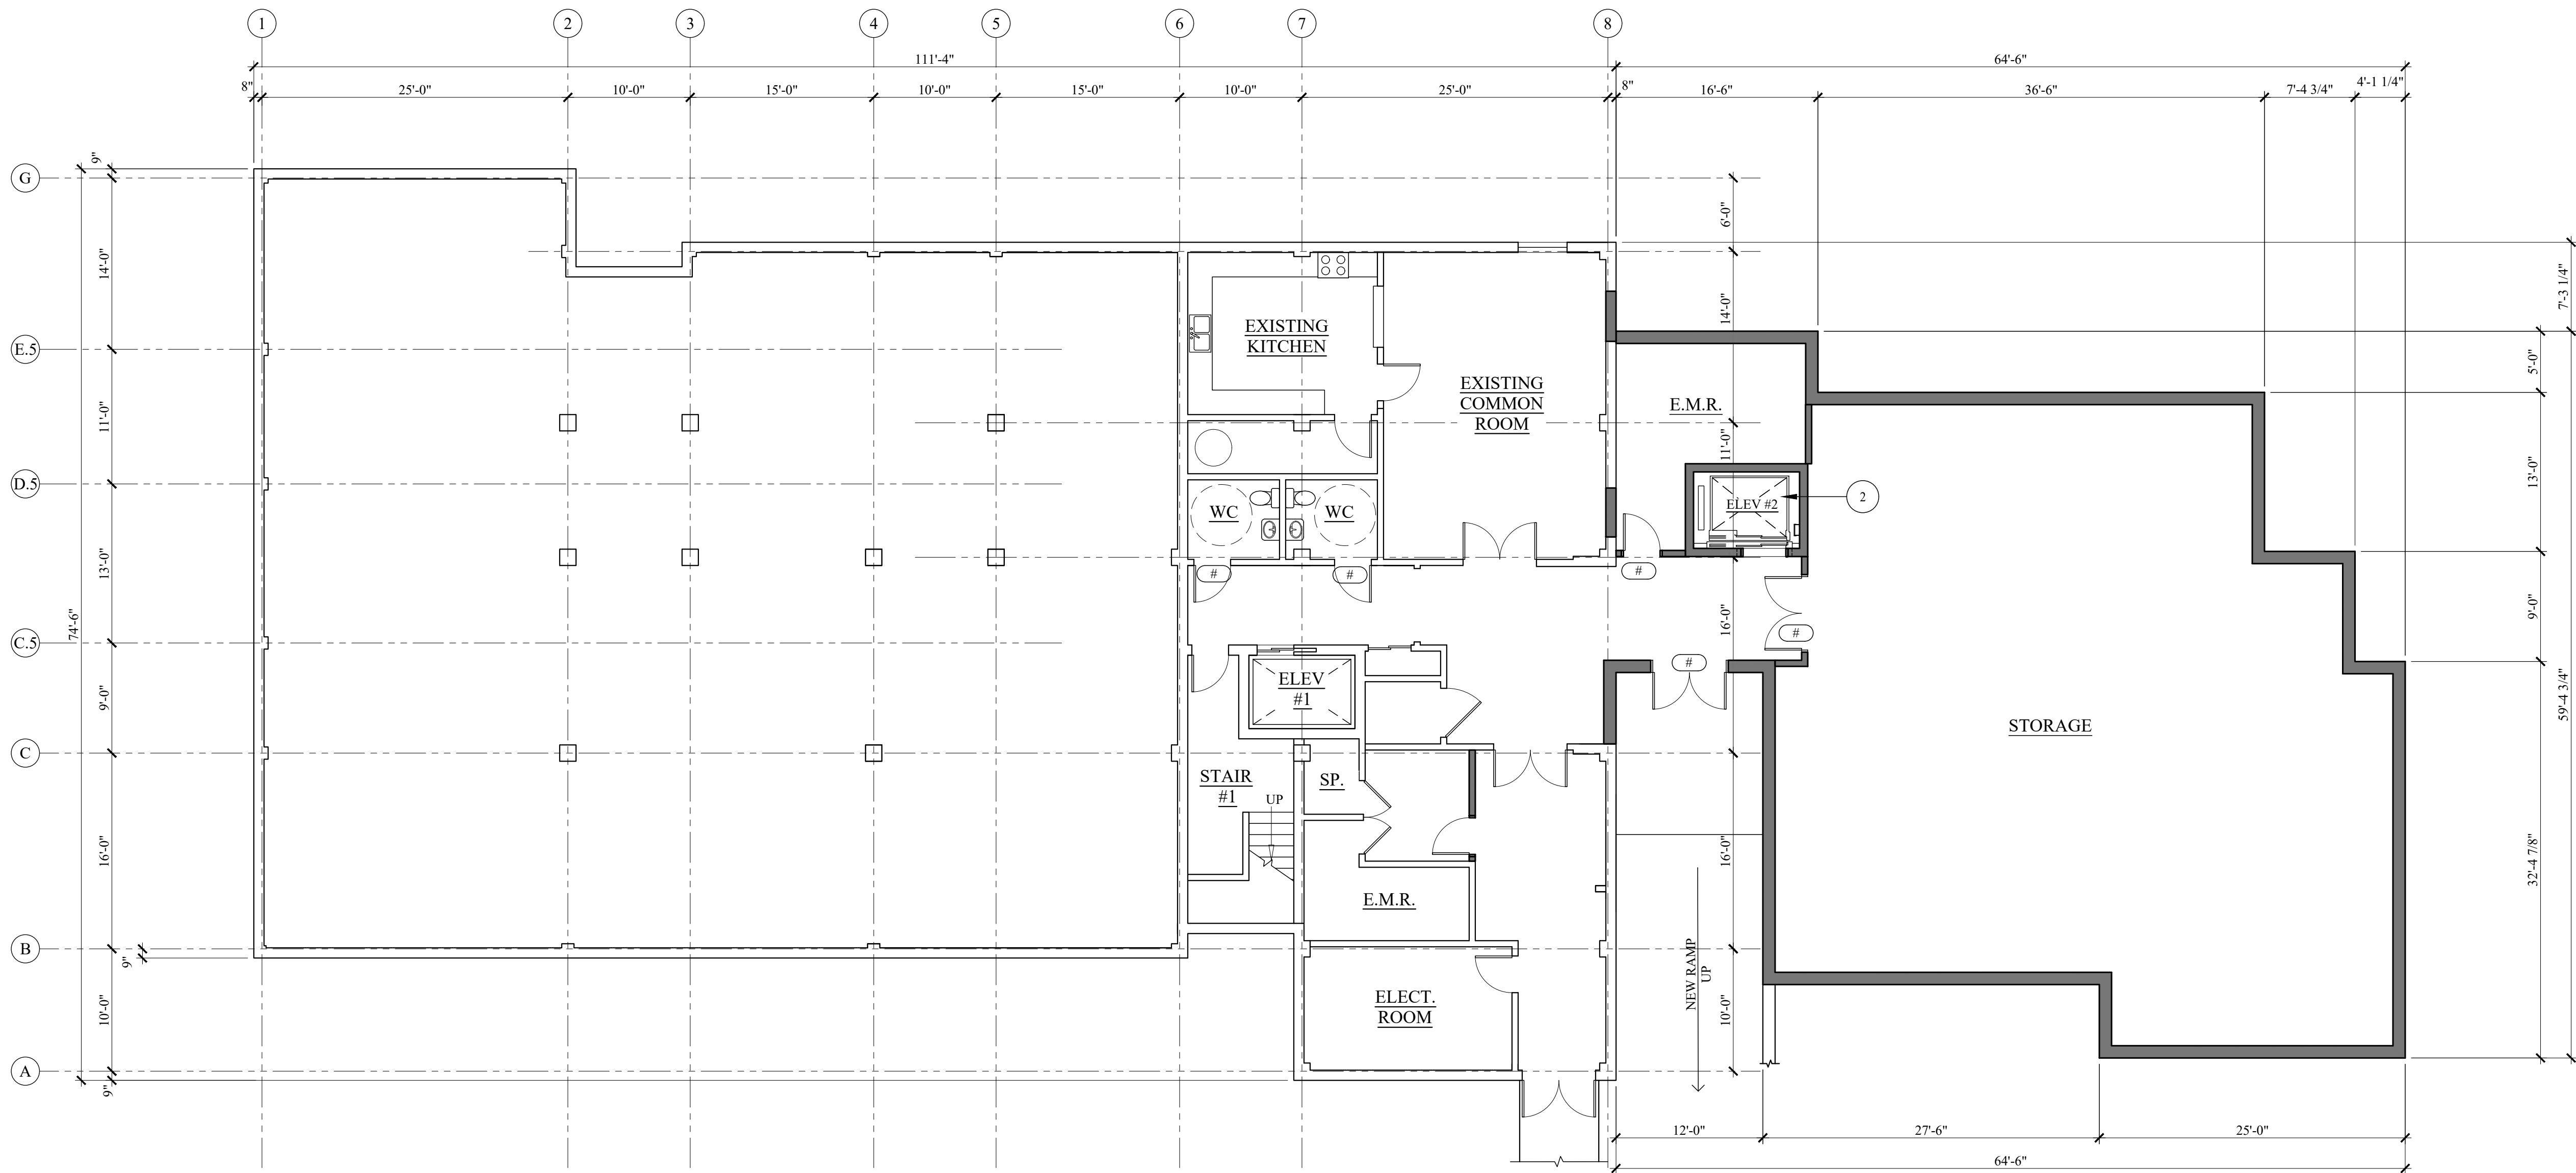 1 2 3 4 5 6 7 8
111'-4" 64'-6"
8" 25'-0" 10'-0" 15'-0" 10'-0" 15'-0" 10'-0" 25'-0" 8" 16'-6" 36'-6" 7'-4 3/4" 4'-1 1/4"
9"
G
6'-0"
14'-0"
7'-3 1/4"
14'-0"
EXISTING
KITCHEN
E.5
5'-0"
EXISTING
COMMON
ROOM
E.M.R.
11'-0"
11'-0"
13'-0"
D.5
WC
WC
ELEV #2
2
13'-0"
#
#
#
74'-6"
16'-0"
9'-0"
#
C.5
#
ELEV
#1
9'-0"
59'-4 3/4"
STORAGE
C
STAIR
#1
SP.
UP
16'-0"
16'-0"
32'-4 7/8"
E.M.R.
B
9"
NEW RAMP
UP
ELECT.
ROOM
10'-0"
10'-0"
A
9"
12'-0" 27'-6" 25'-0"
64'-6"